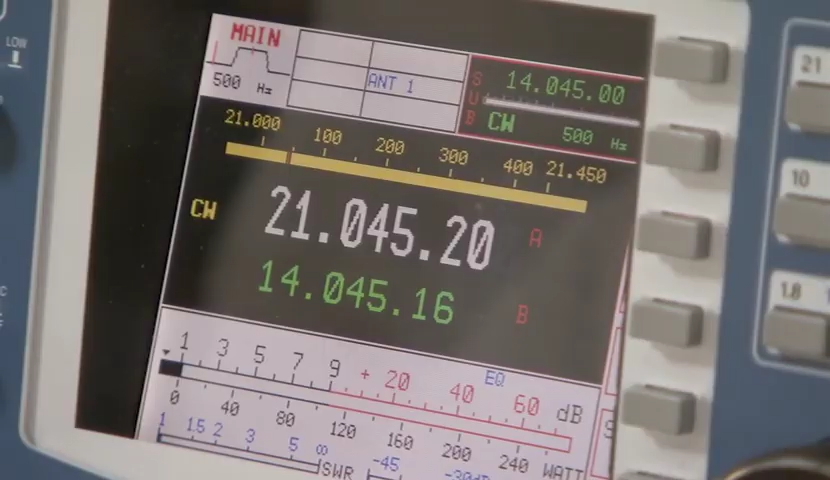 LOW
MAIN
500 Hz
ANT 1
SUB
14.045.00
CW 500 Hz
21.000 100 200 300 400 21.450
CW 21.045.20 A
14.045.16 B
1 3 5 7 9 + 20 40 60 dB
EQ
0 40 80 120 160 200 240 WATT
1 1.5 2 3 5 ∞ SWR
-45 -30dB
21
10
1.8